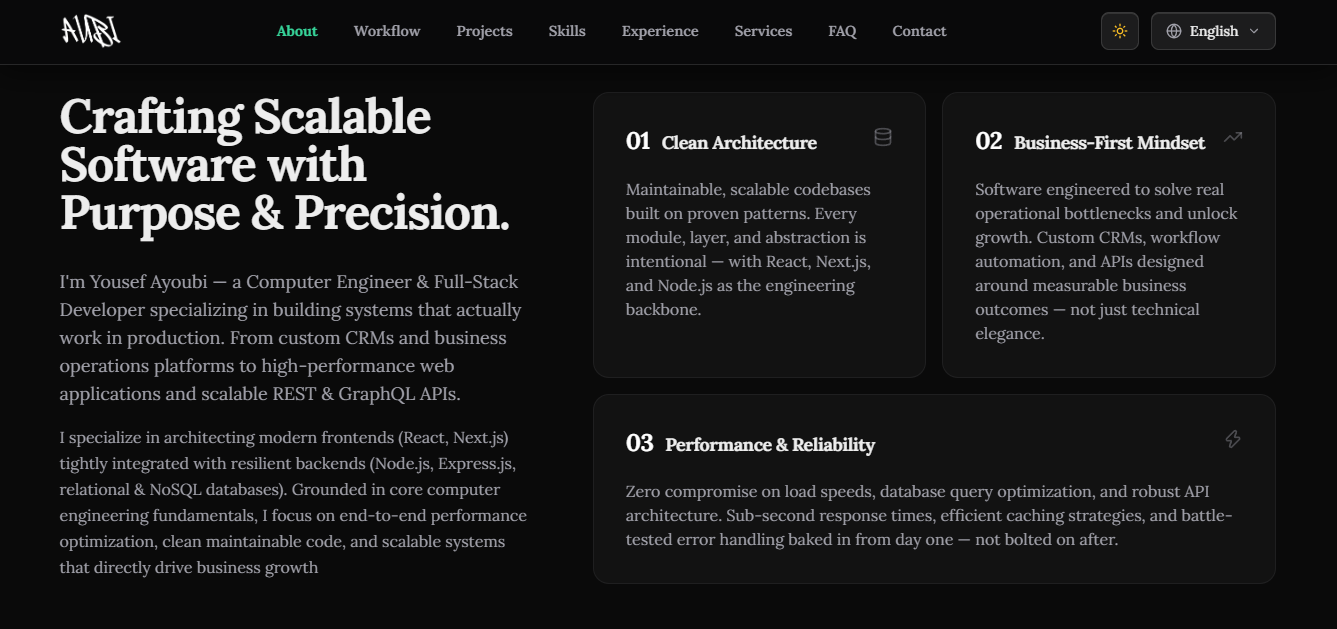 AUBI
About
Workflow
Projects
Skills
Experience
Services
FAQ
Contact
English
Crafting Scalable
Software with
Purpose & Precision.
I'm Yousef Ayoubi — a Computer Engineer & Full-Stack
Developer specializing in building systems that actually
work in production. From custom CRMs and business
operations platforms to high-performance web
applications and scalable REST & GraphQL APIs.
I specialize in architecting modern frontends (React, Next.js)
tightly integrated with resilient backends (Node.js, Express.js,
relational & NoSQL databases). Grounded in core computer
engineering fundamentals, I focus on end-to-end performance
optimization, clean maintainable code, and scalable systems
that directly drive business growth
01 Clean Architecture
Maintainable, scalable codebases
built on proven patterns. Every
module, layer, and abstraction is
intentional — with React, Next.js,
and Node.js as the engineering
backbone.
02 Business-First Mindset
Software engineered to solve real
operational bottlenecks and unlock
growth. Custom CRMs, workflow
automation, and APIs designed
around measurable business
outcomes — not just technical
elegance.
03 Performance & Reliability
Zero compromise on load speeds, database query optimization, and robust API
architecture. Sub-second response times, efficient caching strategies, and battle-
tested error handling baked in from day one — not bolted on after.